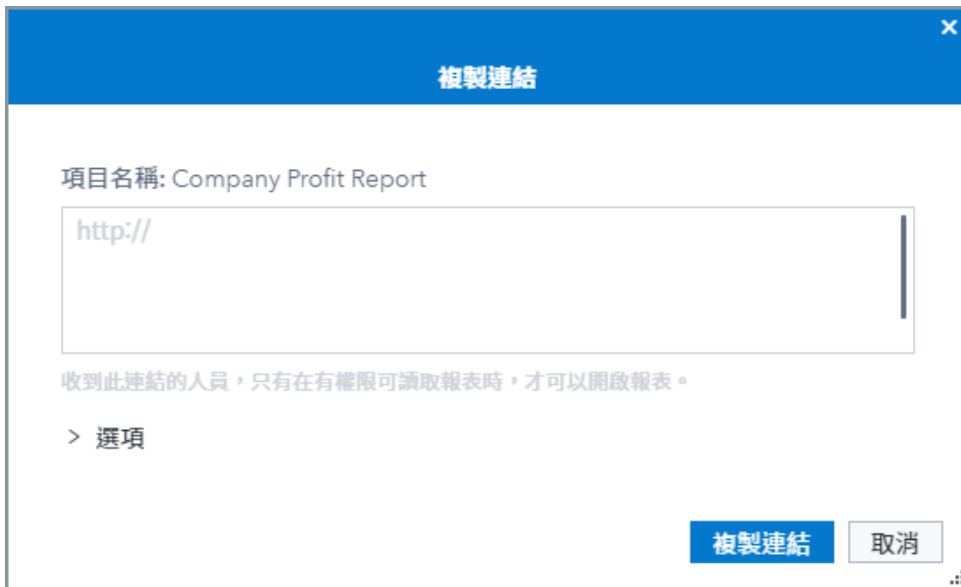 複製連結
項目名稱: Company Profit Report
http://
收到此連結的人員，只有在有權限可讀取報表時，才可以開啟報表。
> 選項
複製連結 取消